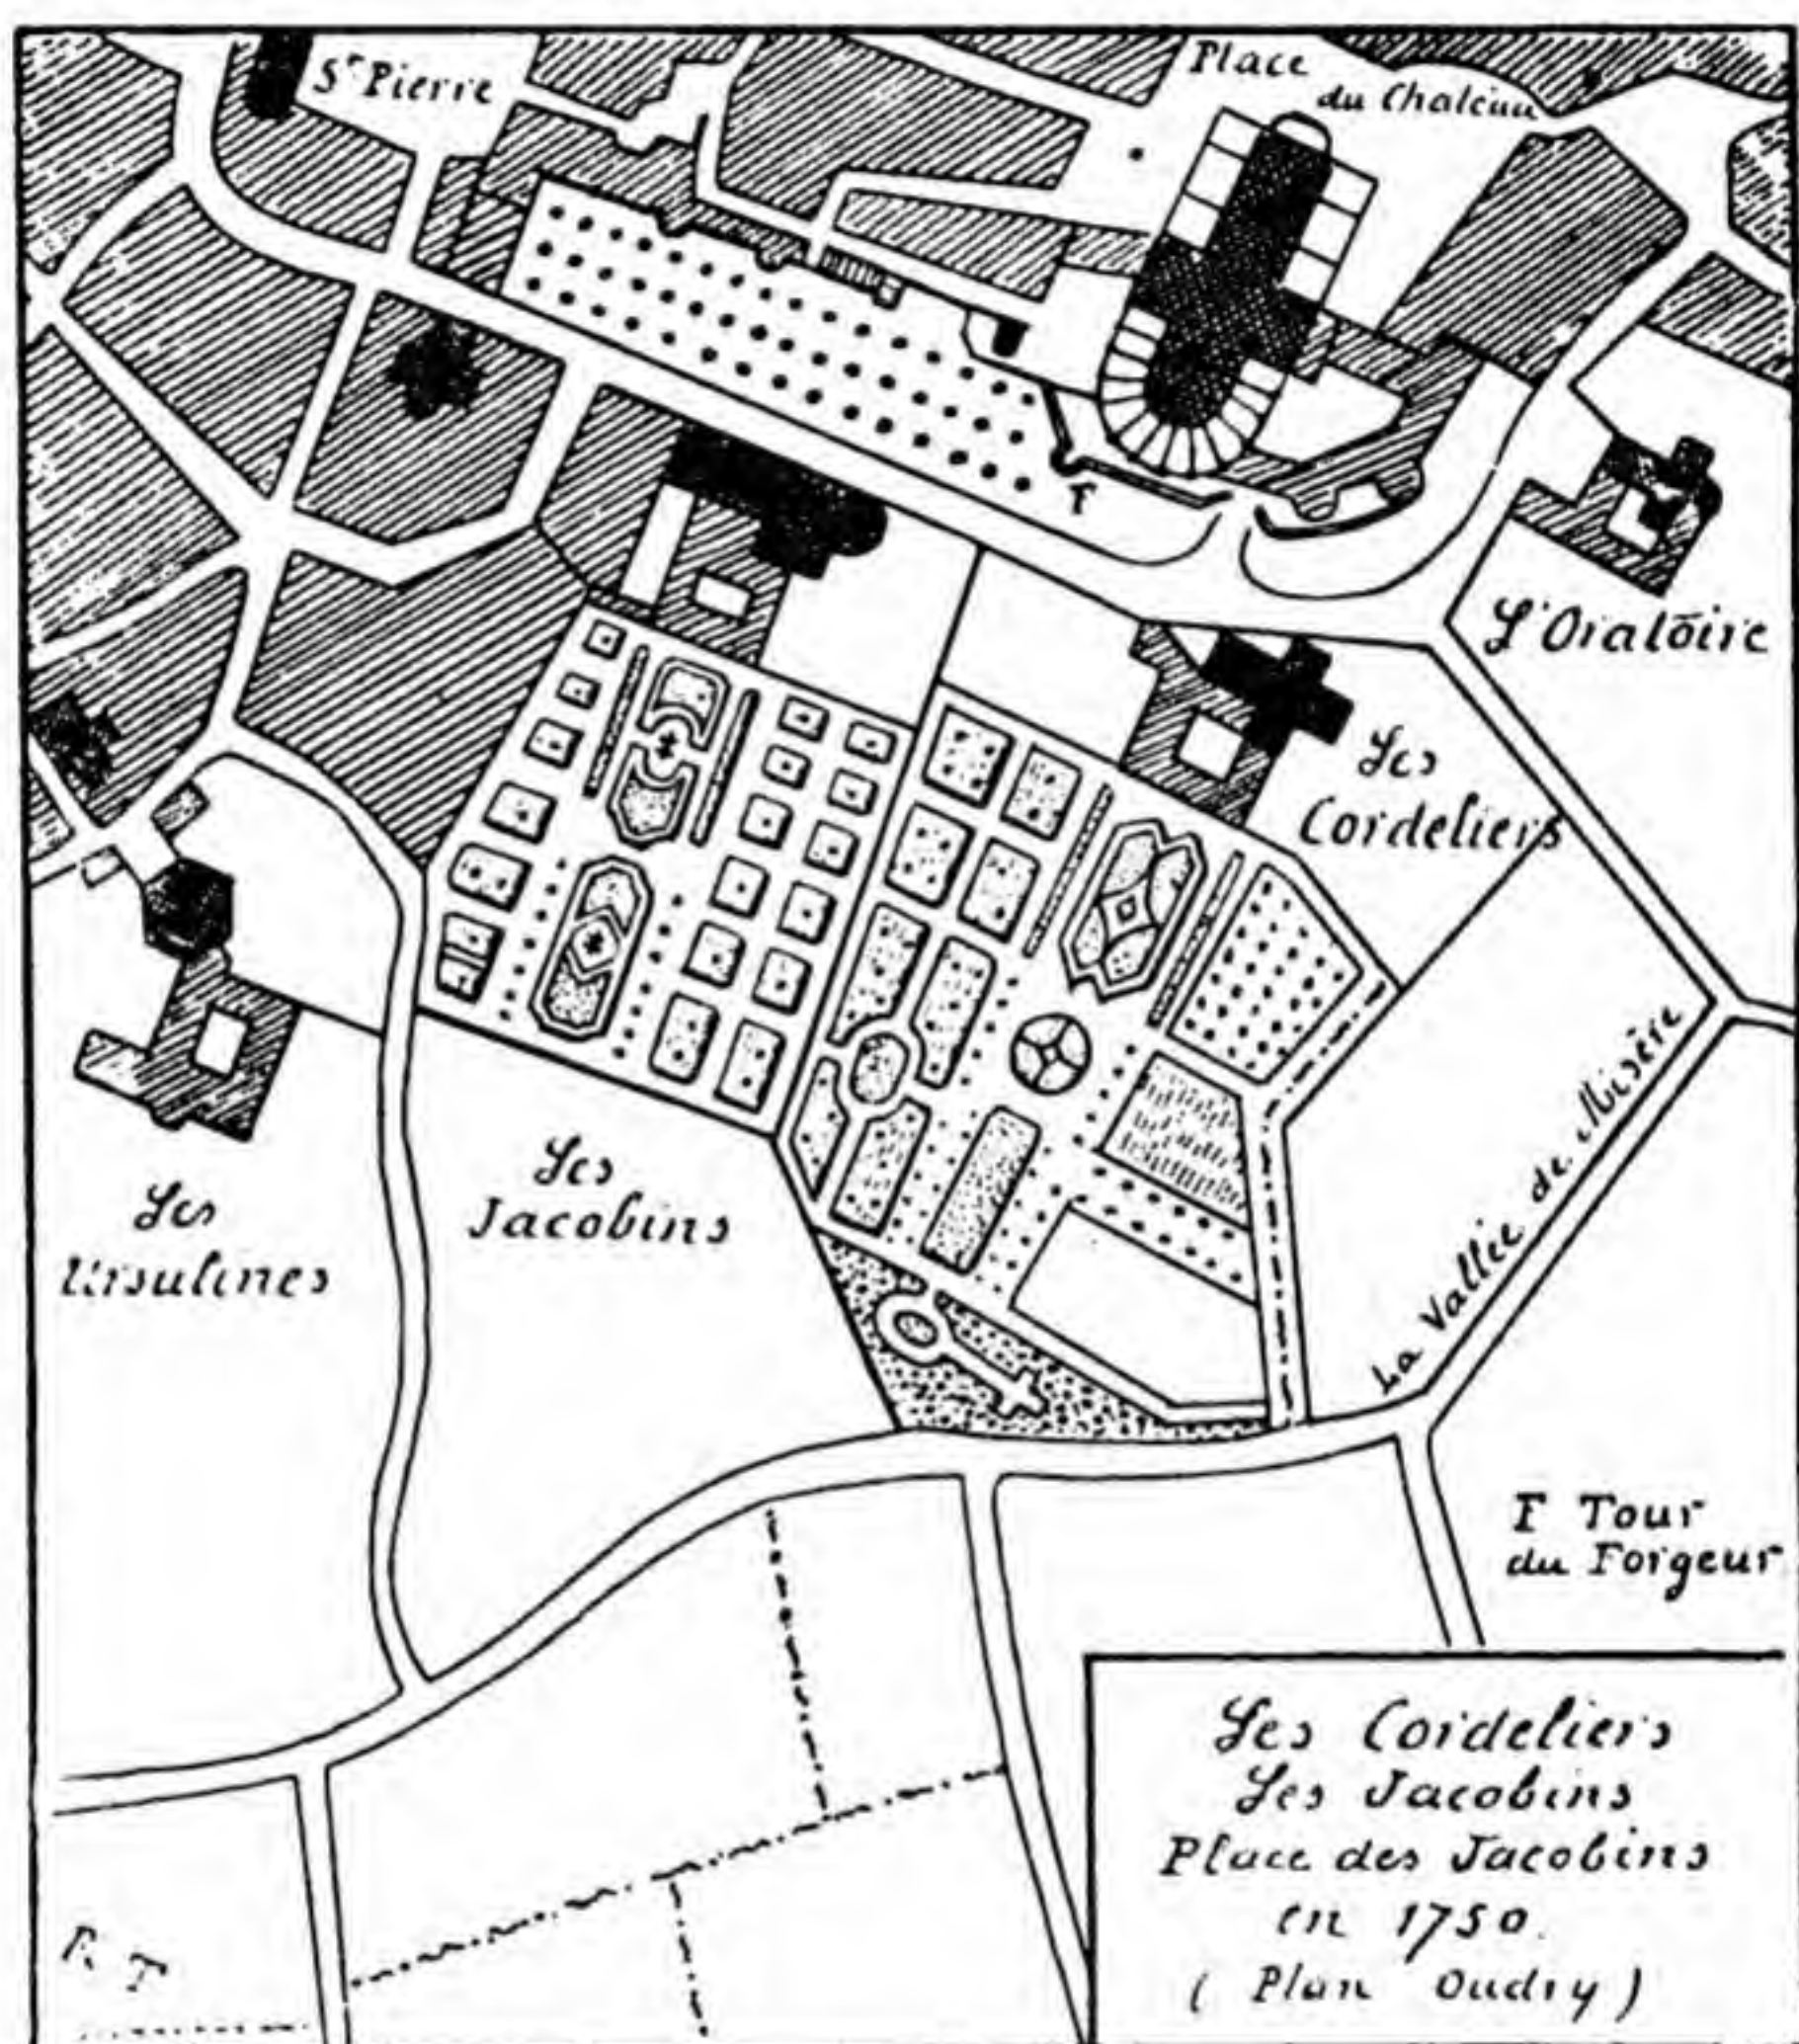 St Pierre
Place
du Chateau
F
L'Oratoire
Les
Cordeliers
La Vallée de Misère
Les
Jacobins
Les
Ursulines
F Tour
du Forgeur
Les Cordeliers
Les Jacobins
Place des Jacobins
en 1750.
( Plan Oudry )